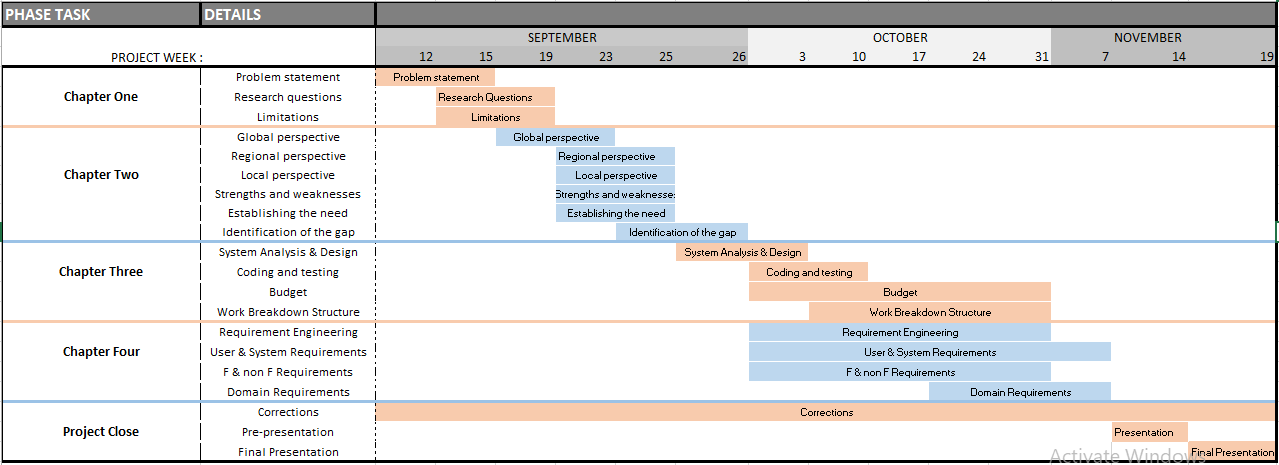 PHASE TASK DETAILS
SEPTEMBER OCTOBER NOVEMBER
PROJECT WEEK : 12 15 19 23 23 26 3 10 17 24 31 7 14 19
Problem statement Problem statement
Chapter One Research questions Research Questions
Limitations Limitations
Global perspective Global perspective
Regional perspective Regional perspective
Chapter Two Local perspective Local perspective
Strengths and weaknesses Strengths and weaknesses
Establishing the need Establishing the need
Identification of the gap Identification of the gap
System Analysis & Design System Analysis & Design
Chapter Three Coding and testing Coding and testing
Budget Budget
Work Breakdown Structure Work Breakdown Structure
Requirement Engineering Requirement Engineering
Chapter Four User & System Requirements User & System Requirements
F & non F Requirements F & non F Requirements
Domain Requirements Domain Requirements
Corrections Corrections
Project Close Pre-presentation Presentation
Final Presentation Final Presentation
Activate Windows